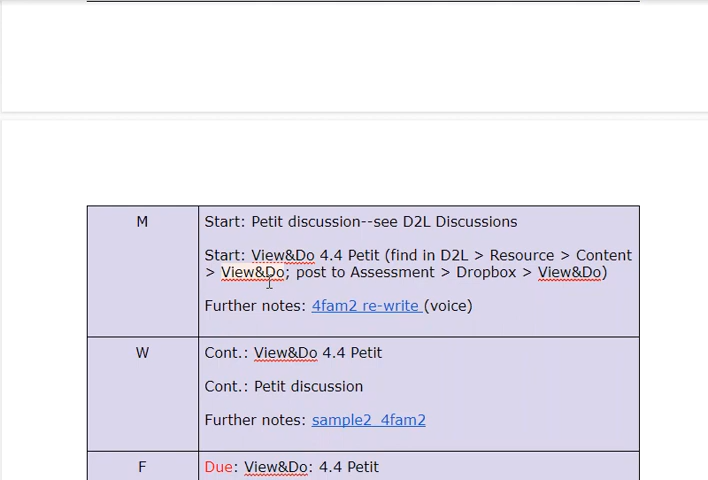 M
Start: Petit discussion--see D2L Discussions
Start: View&Do 4.4 Petit (find in D2L > Resource > Content
> View&Do; post to Assessment > Dropbox > View&Do)
Further notes: 4fam2 re-write (voice)
W
Cont.: View&Do 4.4 Petit
Cont.: Petit discussion
Further notes: sample2_4fam2
F
Due: View&Do: 4.4 Petit